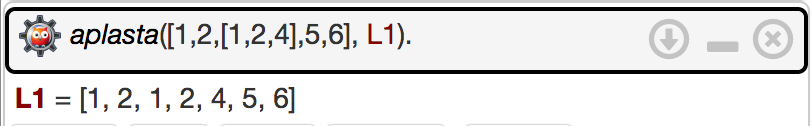 aplasta([1,2,[1,2,4],5,6], L1).
L1 = [1, 2, 1, 2, 4, 5, 6]